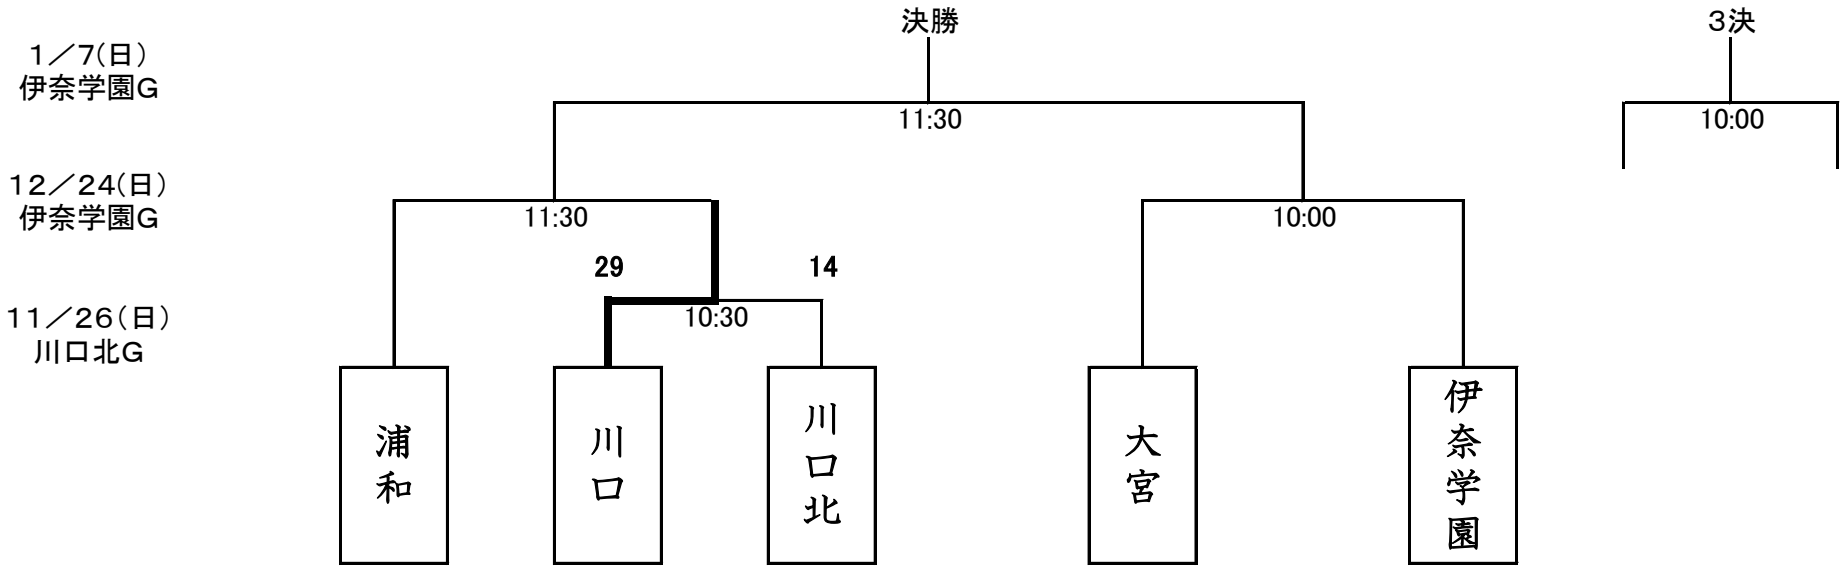 決勝
３決
１／７(日)
伊奈学園Ｇ
11:30
10:00
１２／２４(日)
伊奈学園Ｇ
11:30
10:00
29
14
１１／２６(日)
川口北Ｇ
10:30
浦和
川口
川口北
大宮
伊奈学園